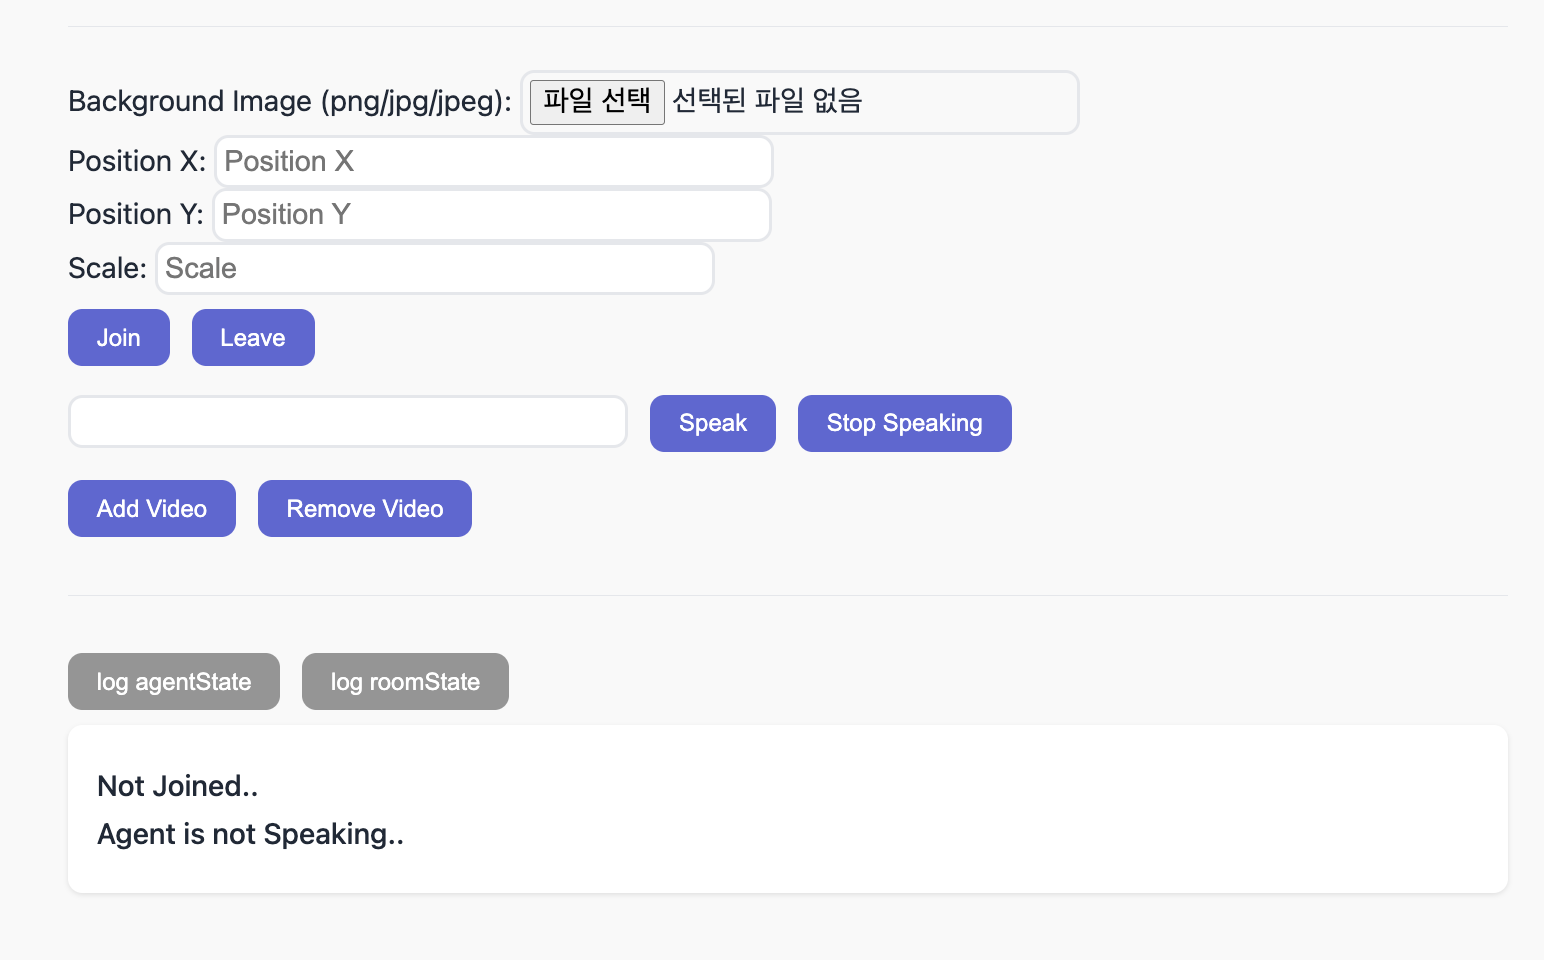 Background Image (png/jpg/jpeg): 파일 선택 선택된 파일 없음
Position X: Position X
Position Y: Position Y
Scale: Scale
Join Leave
Speak Stop Speaking
Add Video Remove Video
log agentState log roomState
Not Joined..
Agent is not Speaking..